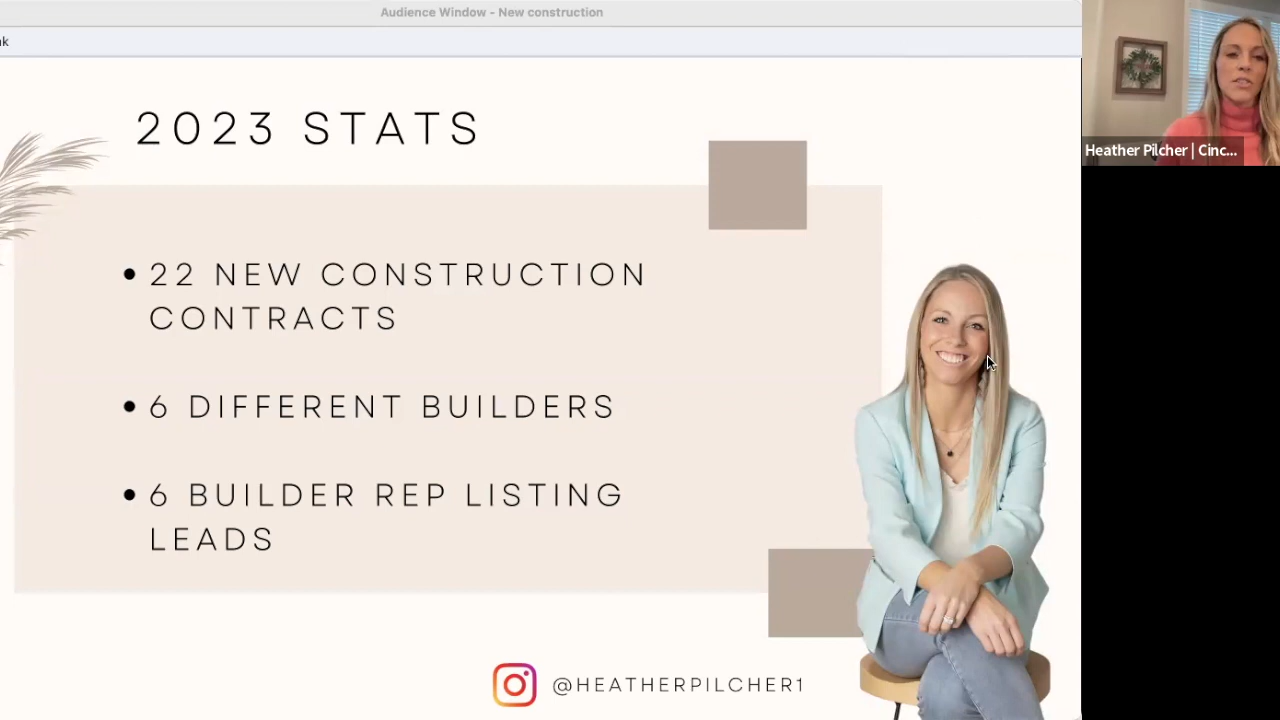 Audience Window - New construction
k
2023 STATS
Heather Pilcher | Cinc...
• 22 NEW CONSTRUCTION
CONTRACTS
• 6 DIFFERENT BUILDERS
• 6 BUILDER REP LISTING
LEADS
@HEATHERPILCHER1